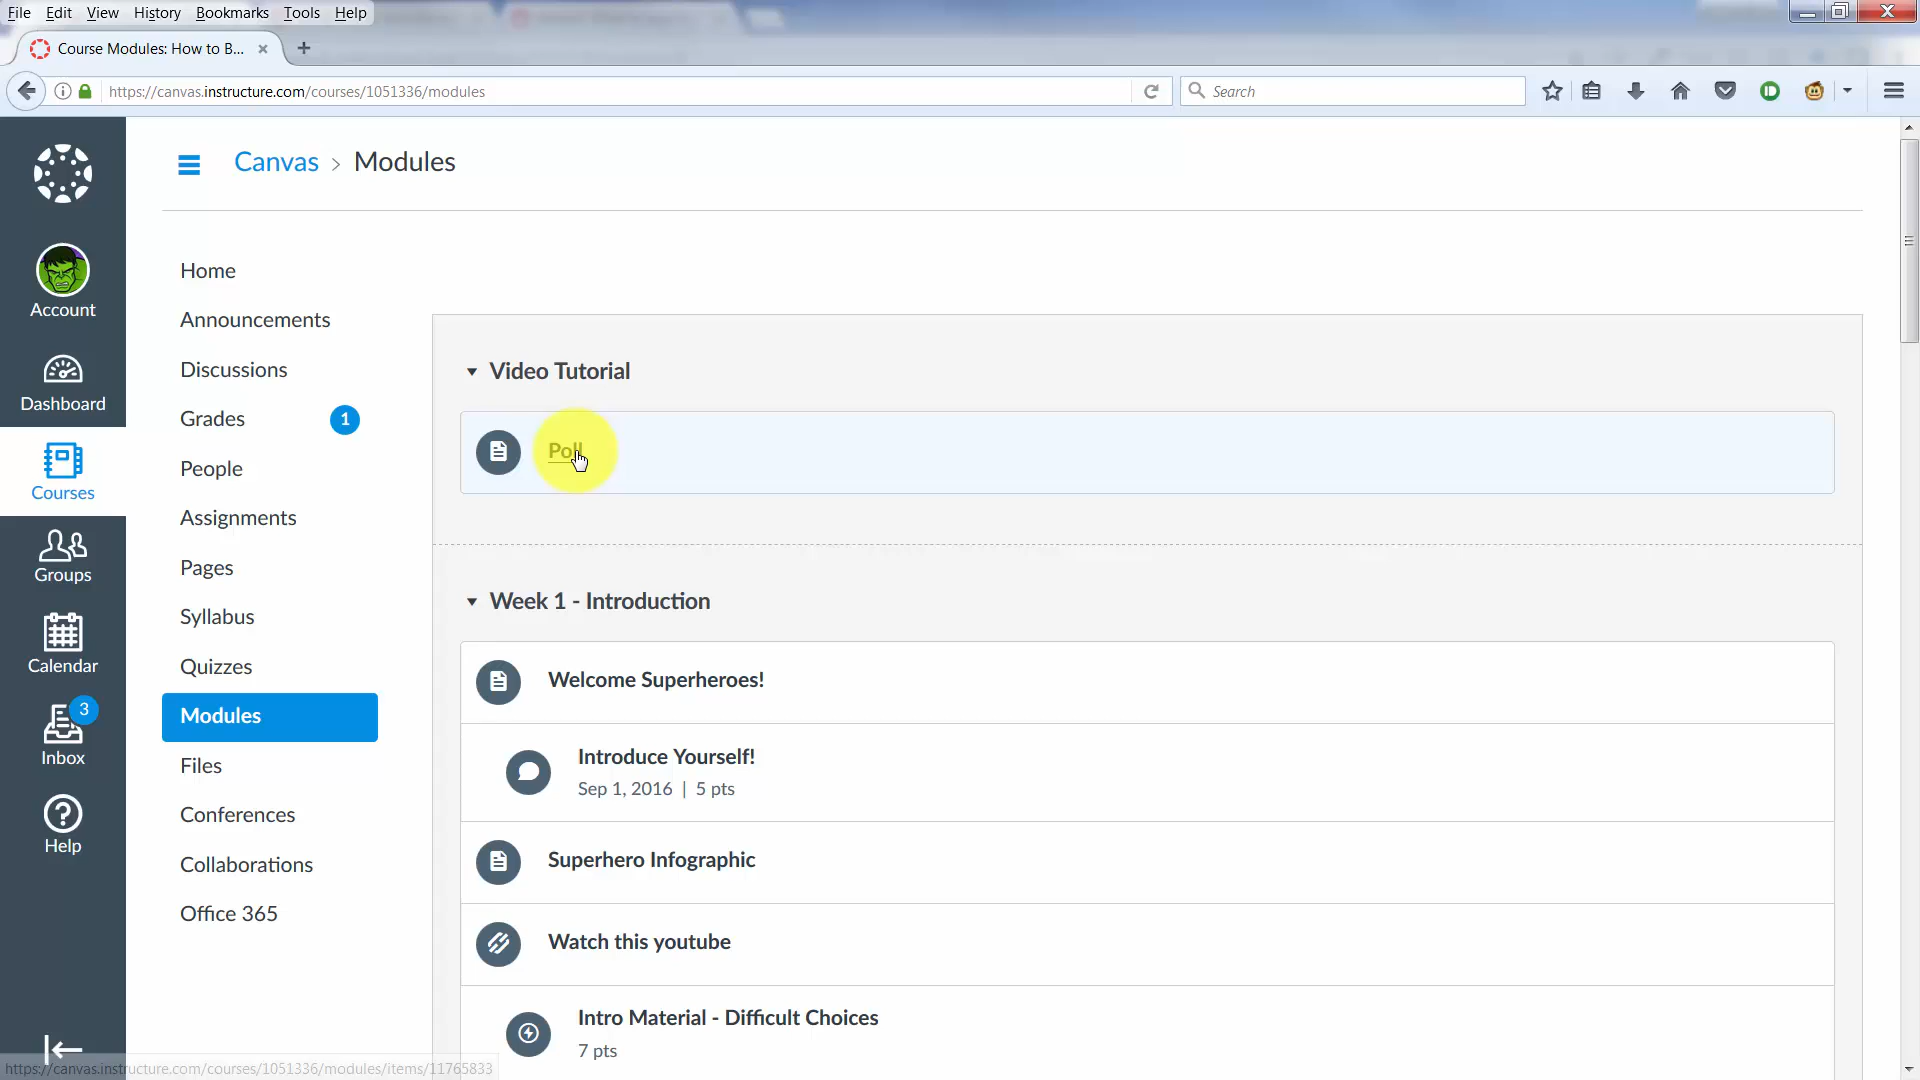 File Edit View History Bookmarks Tools Help
Course Modules: How to B...
https://canvas.instructure.com/courses/1051336/modules
Search
Canvas > Modules
Account
Dashboard
Courses
Groups
Calendar
3
Inbox
Help
Home
Announcements
Discussions
Grades 1
People
Assignments
Pages
Syllabus
Quizzes
Modules
Files
Conferences
Collaborations
Office 365
Video Tutorial
Poll
Week 1 - Introduction
Welcome Superheroes!
Introduce Yourself!
Sep 1, 2016 | 5 pts
Superhero Infographic
Watch this youtube
Intro Material - Difficult Choices
7 pts
https://canvas.instructure.com/courses/1051336/modules/items/11765833